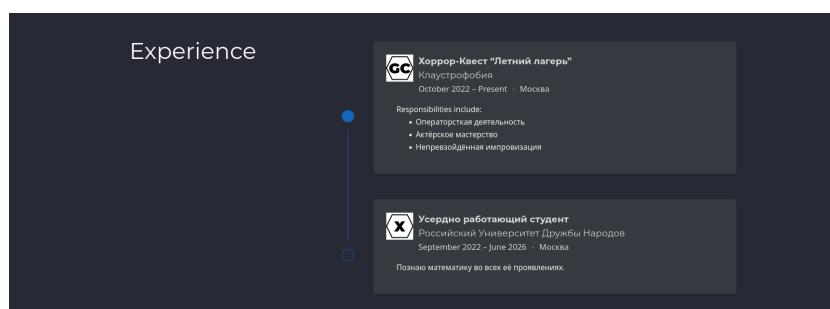 Experience
GC
Хоррор-Квест “Летний лагерь”
Клаустрофобия
October 2022 – Present · Москва
Responsibilities include:
• Операторсткая деятельность
• Актёрское мастерство
• Непревзойдённая импровизация
X
Усердно работающий студент
Российский Университет Дружбы Народов
September 2022 – June 2026 · Москва
Познаю математику во всех её проявлениях.